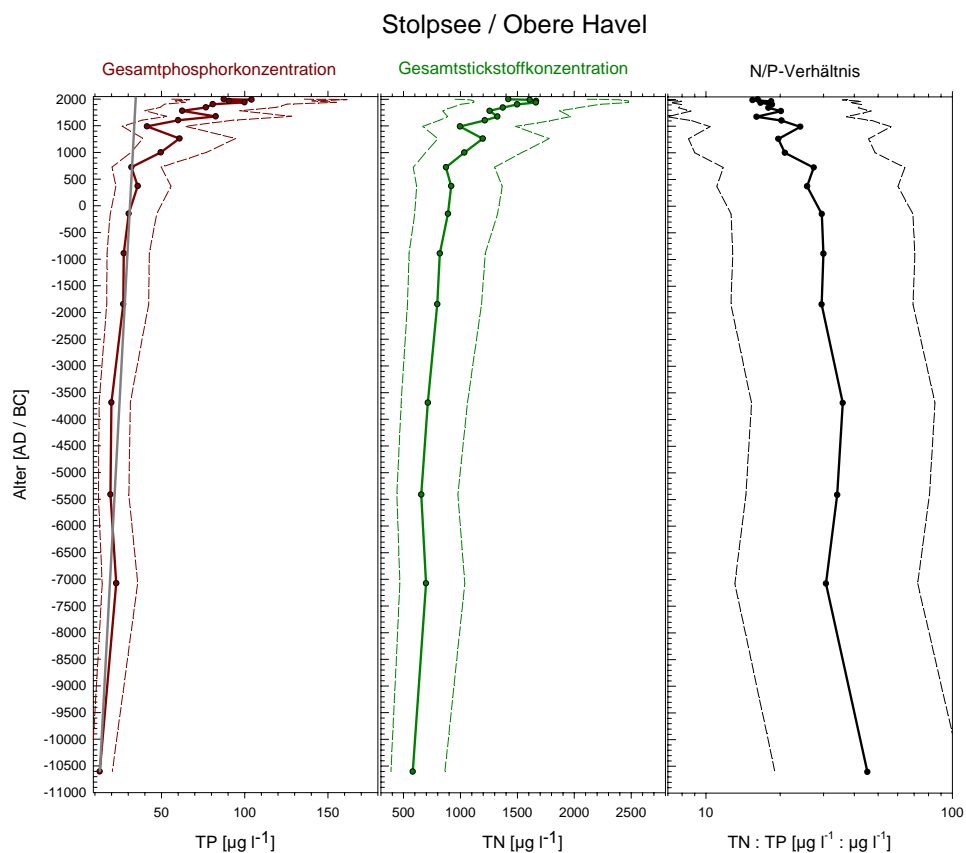 Stolpsee / Obere Havel
Gesamtphosphorkonzentration
Gesamtstickstoffkonzentration
N/P-Verhältnis
Alter [AD / BC]
2000
1500
1000
500
0
-500
-1000
-1500
-2000
-2500
-3000
-3500
-4000
-4500
-5000
-5500
-6000
-6500
-7000
-7500
-8000
-8500
-9000
-9500
-10000
-10500
-11000
50 100 150
500 1000 1500 2000 2500
10 100
TP [µg l⁻¹]
TN [µg l⁻¹]
TN : TP [µg l⁻¹ : µg l⁻¹]